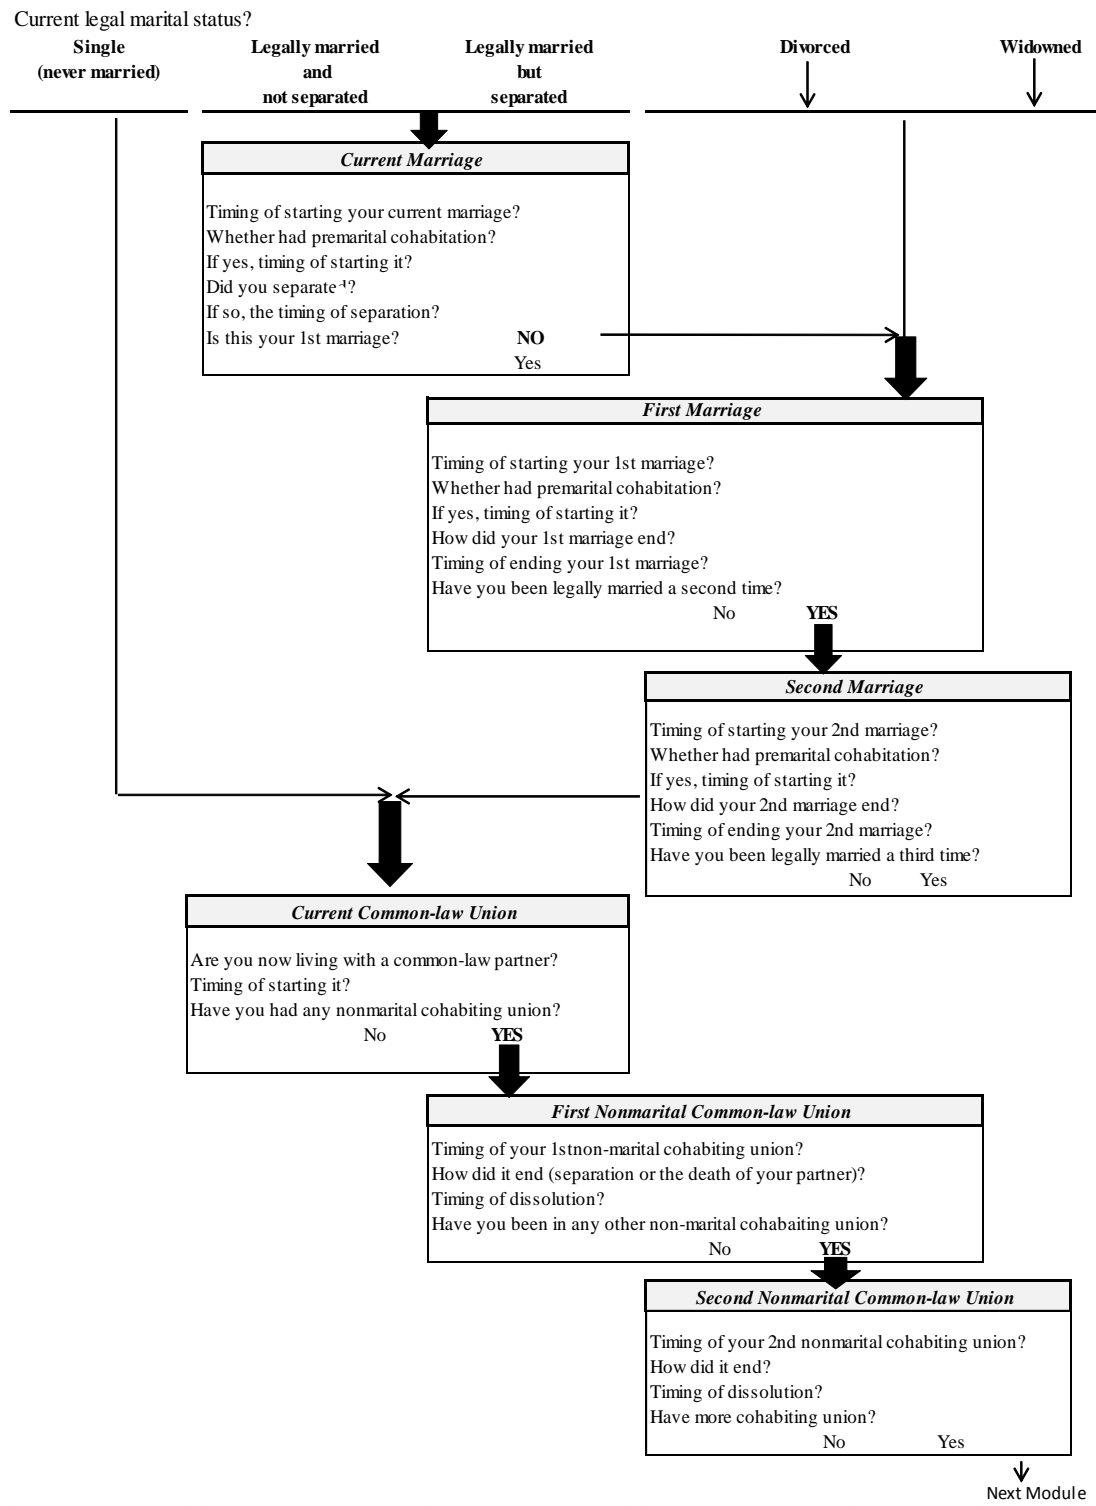 Current legal marital status?
Single
(never married)
Legally married
and
not separated
Legally married
but
separated
Divorced
Widowned
Current Marriage
Timing of starting your current marriage?
Whether had premarital cohabitation?
If yes, timing of starting it?
Did you separated?
If so, the timing of separation?
Is this your 1st marriage? NO
Yes
First Marriage
Timing of starting your 1st marriage?
Whether had premarital cohabitation?
If yes, timing of starting it?
How did your 1st marriage end?
Timing of ending your 1st marriage?
Have you been legally married a second time?
No YES
Second Marriage
Timing of starting your 2nd marriage?
Whether had premarital cohabitation?
If yes, timing of starting it?
How did your 2nd marriage end?
Timing of ending your 2nd marriage?
Have you been legally married a third time?
No Yes
Current Common-law Union
Are you now living with a common-law partner?
Timing of starting it?
Have you had any nonmarital cohabiting union?
No YES
First Nonmarital Common-law Union
Timing of your 1stnon-marital cohabiting union?
How did it end (separation or the death of your partner)?
Timing of dissolution?
Have you been in any other non-marital cohabaiting union?
No YES
Second Nonmarital Common-law Union
Timing of your 2nd nonmarital cohabiting union?
How did it end?
Timing of dissolution?
Have more cohabiting union?
No Yes
Next Module